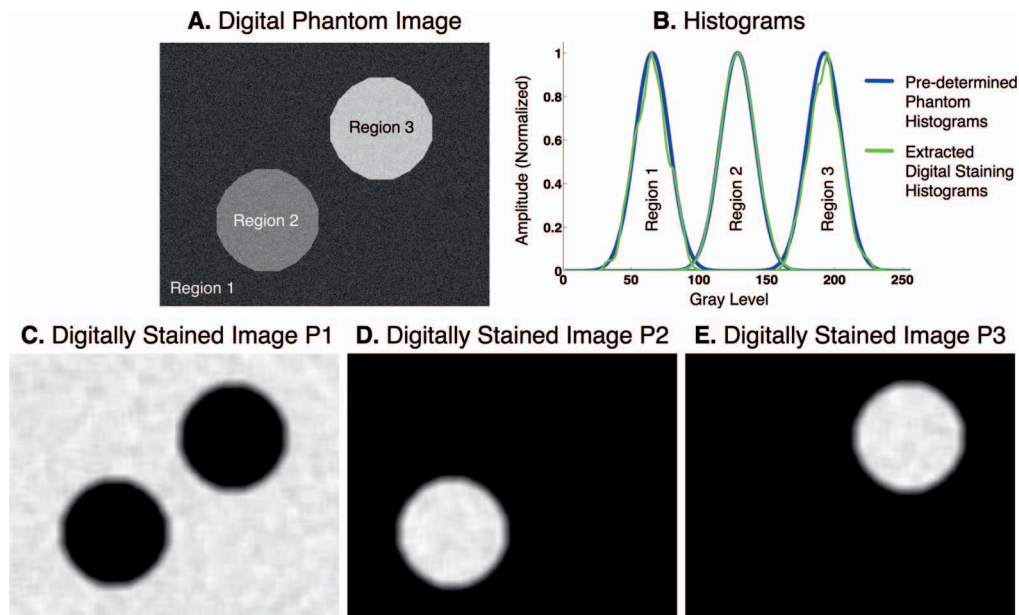 A. Digital Phantom Image
Region 3
Region 2
Region 1
B. Histograms
Amplitude (Normalized)
1
0.8
0.6
0.4
0.2
0
Region 1
Region 2
Region 3
0
50
100
150
200
250
Gray Level
Pre-determined
Phantom
Histograms
Extracted
Digital Staining
Histograms
C. Digitally Stained Image P1
D. Digitally Stained Image P2
E. Digitally Stained Image P3